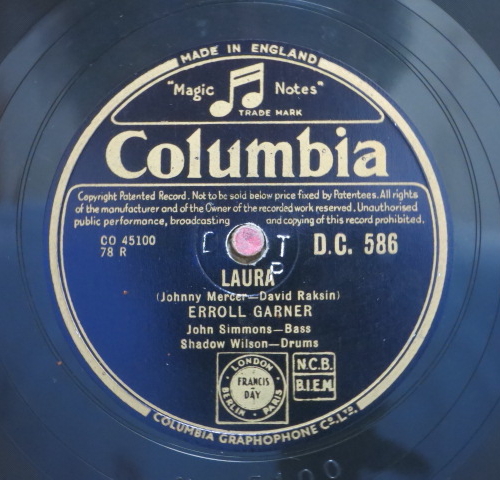 MADE IN ENGLAND
"Magic Notes"
TRADE MARK
Columbia
Copyright Patented Record. Not to be sold below price fixed by Patentees. All rights
of the manufacturer and of the Owner of the recorded work reserved. Unauthorised
public performance, broadcasting and copying of this record prohibited.
CO 45100
78 R
D.C. 586
T
P
LAURA
(Johnny Mercer—David Raksin)
ERROLL GARNER
John Simmons—Bass
Shadow Wilson—Drums
LONDON
FRANCIS
DAY
BERLIN • PARIS
N.C.B.
B.I.E.M.
COLUMBIA GRAPHOPHONE Co. LTD.